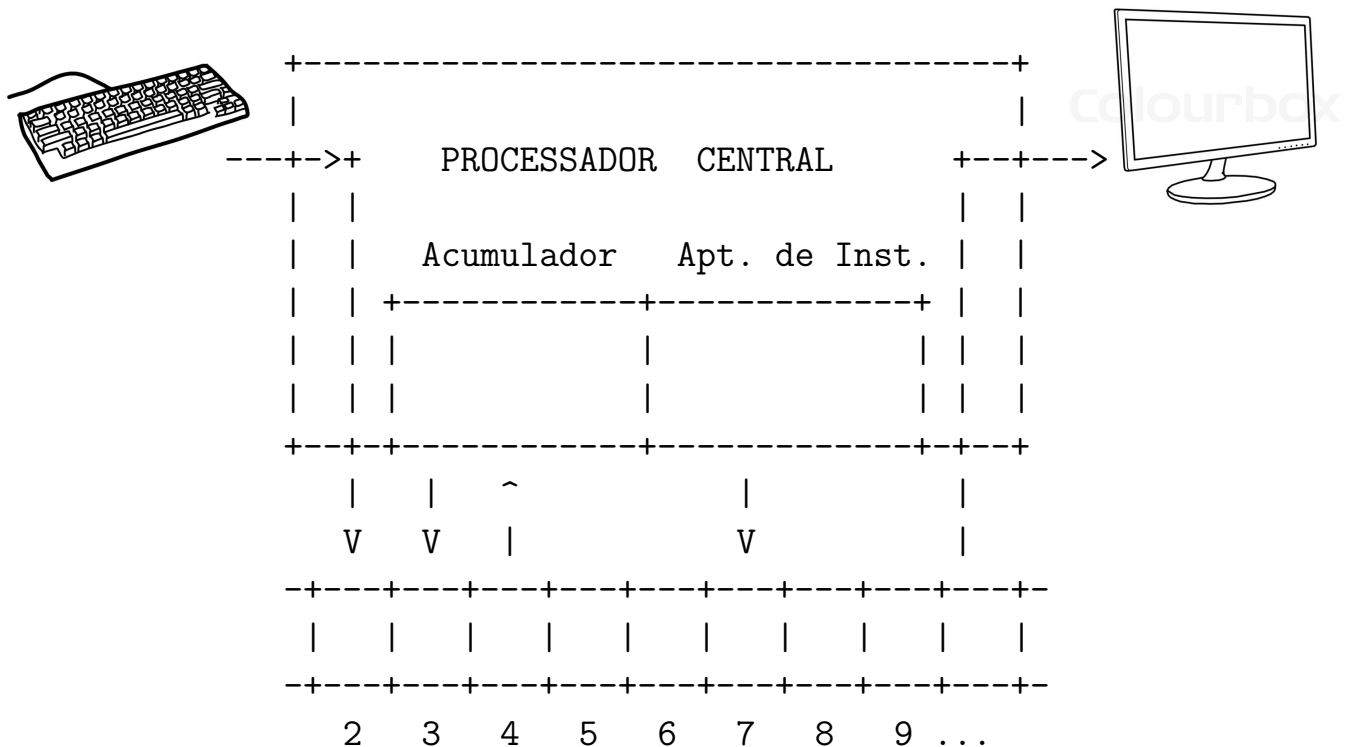 Colourbox
PROCESSADOR CENTRAL
Acumulador Apt. de Inst.
2 3 4 5 6 7 8 9 ...